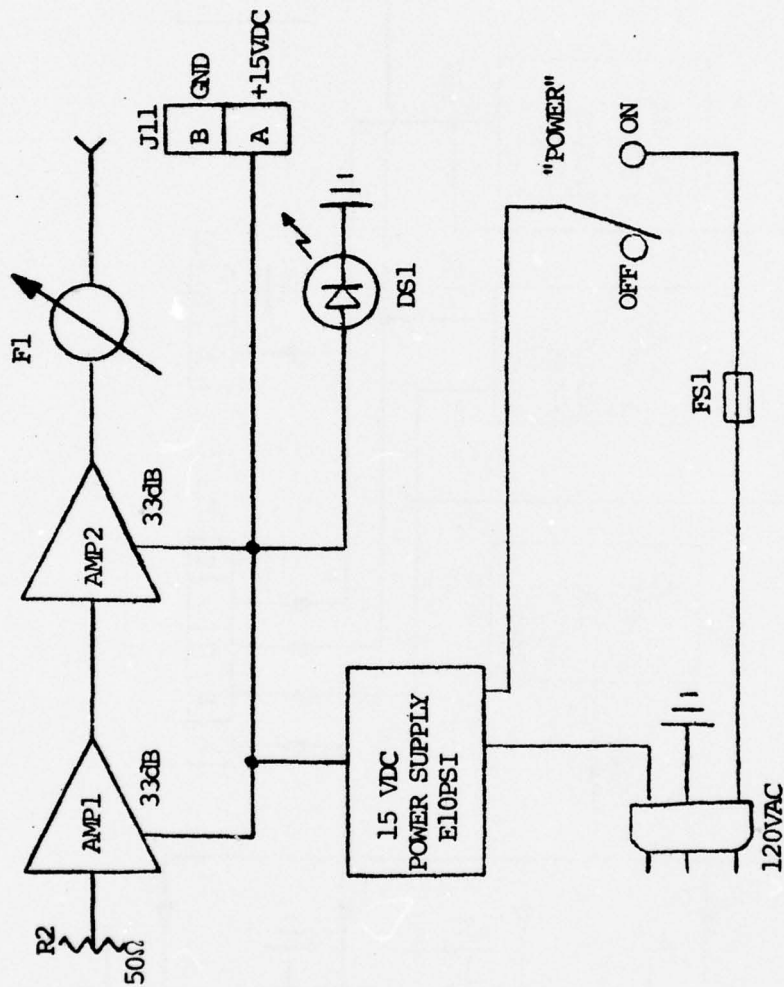 F1
J11
B
GND
A
+15VDC
AMP2
33dB
DS1
"POWER"
OFF
ON
AMP1
33dB
R2
50Ω
15 VDC
POWER SUPPLY
E10PSI
FS1
120VAC